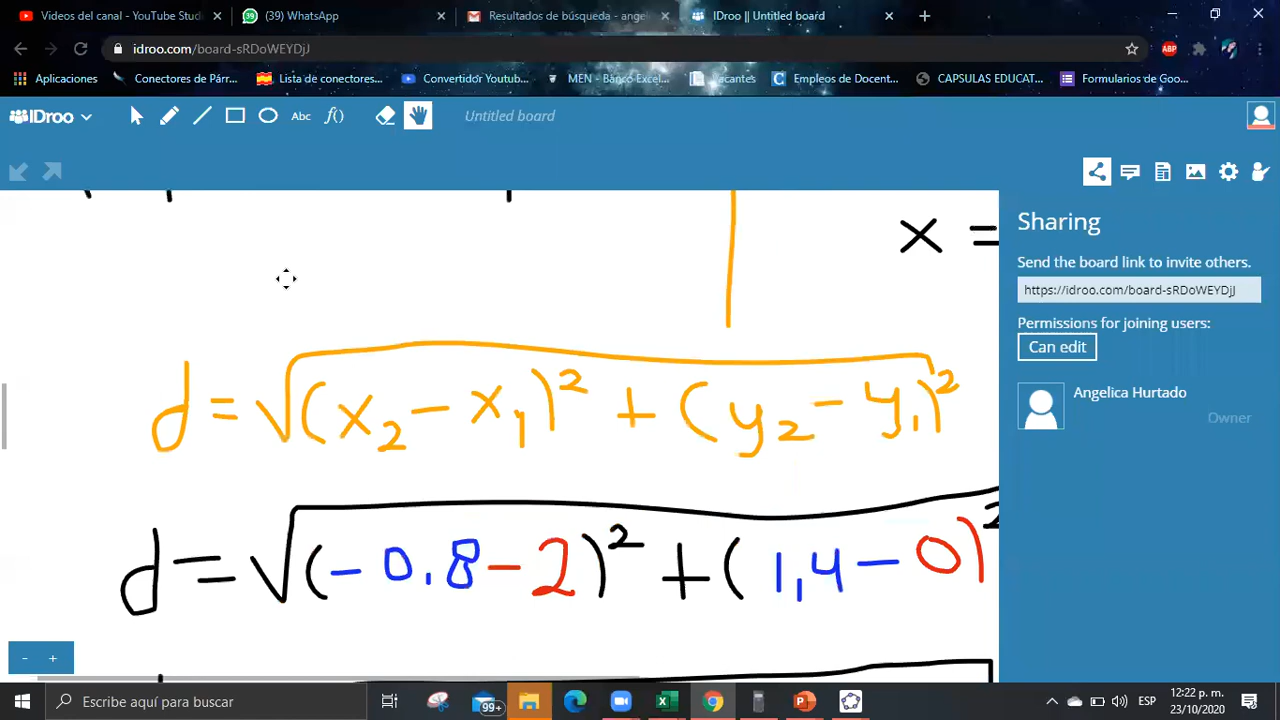 Videos del canal - YouTube Stud
(39) WhatsApp
Resultados de búsqueda - angel
IDroo || Untitled board
idroo.com/board-sRDoWEYDjJ
ABP
Aplicaciones
Conectores de Párr...
Lista de conectores...
Convertidor Youtub...
MEN - Banco Excel...
Vacantes
Empleos de Docent...
CAPSULAS EDUCAT...
Formularios de Goo...
IDroo
Abc
f()
Untitled board
Sharing
Send the board link to invite others.
https://idroo.com/board-sRDoWEYDjJ
Permissions for joining users:
Can edit
Angelica Hurtado
Owner
x =
d = √(x₂ - x₁)² + (y₂ - y₁)²
d = √(-0.8 - 2)² + (1,4 - 0)²
- +
Escribe aquí para buscar
99+
ESP
12:22 p. m.
23/10/2020